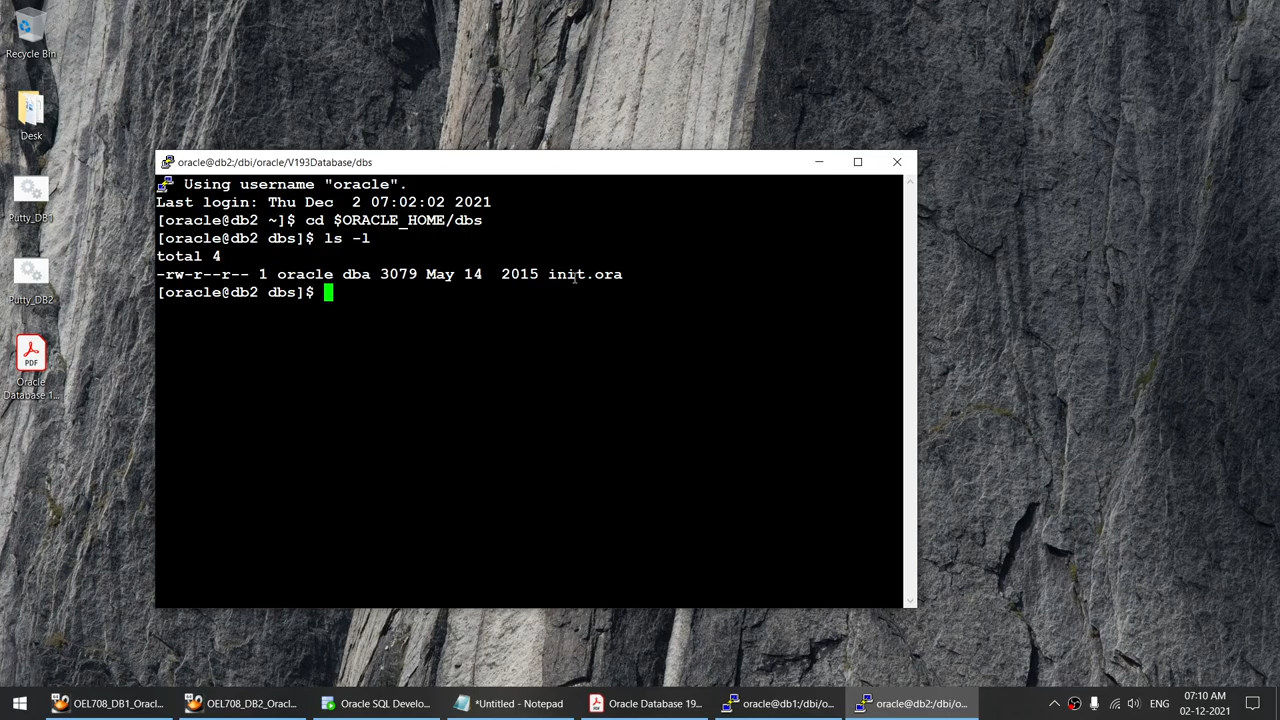 Recycle Bin
Desk
Putty_DB1
Putty_DB2
PDF
Oracle
Database 1...
oracle@db2:/dbi/oracle/V193Database/dbs
Using username "oracle".
Last login: Thu Dec  2 07:02:02 2021
[oracle@db2 ~]$ cd $ORACLE_HOME/dbs
[oracle@db2 dbs]$ ls -l
total 4
-rw-r--r-- 1 oracle dba 3079 May 14  2015 init.ora
[oracle@db2 dbs]$
OEL708_DB1_Oracl...
OEL708_DB2_Oracl...
Oracle SQL Develo...
*Untitled - Notepad
Oracle Database 19...
oracle@db1:/dbi/o...
oracle@db2:/dbi/o...
ENG
07:10 AM
02-12-2021